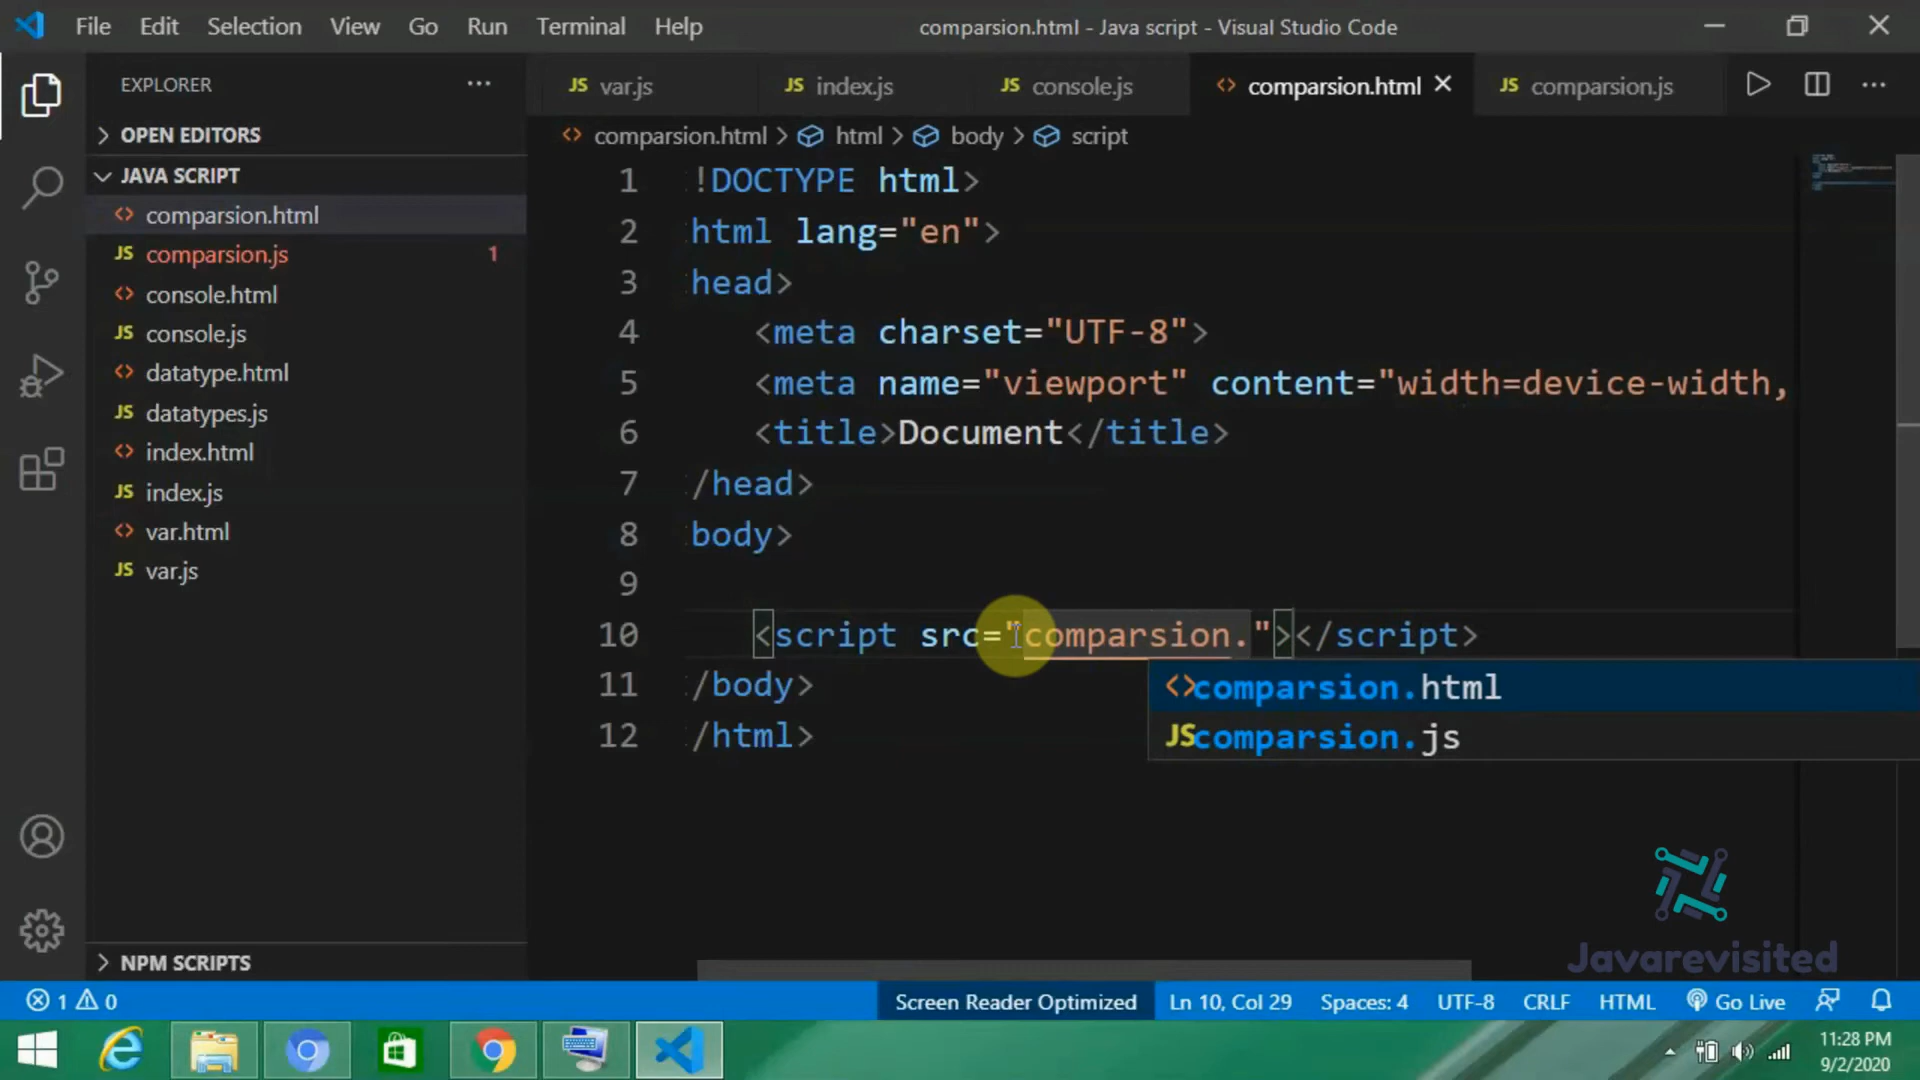 File Edit Selection View Go Run Terminal Help comparsion.html - Java script - Visual Studio Code
EXPLORER
JS var.js JS index.js JS console.js <> comparsion.html JS comparsion.js
OPEN EDITORS
<> comparsion.html > html > body > script
JAVA SCRIPT
<> comparsion.html
JS comparsion.js 1
<> console.html
JS console.js
<> datatype.html
JS datatypes.js
<> index.html
JS index.js
<> var.html
JS var.js
NPM SCRIPTS
1 !DOCTYPE html>
2 html lang="en">
3 head>
4 <meta charset="UTF-8">
5 <meta name="viewport" content="width=device-width,
6 <title>Document</title>
7 /head>
8 body>
9
10 <script src="comparsion."></script>
11 /body>
12 /html>
<> comparsion.html
JS comparsion.js
Javarevisited
1 0 Screen Reader Optimized Ln 10, Col 29 Spaces: 4 UTF-8 CRLF HTML Go Live
11:28 PM
9/2/2020